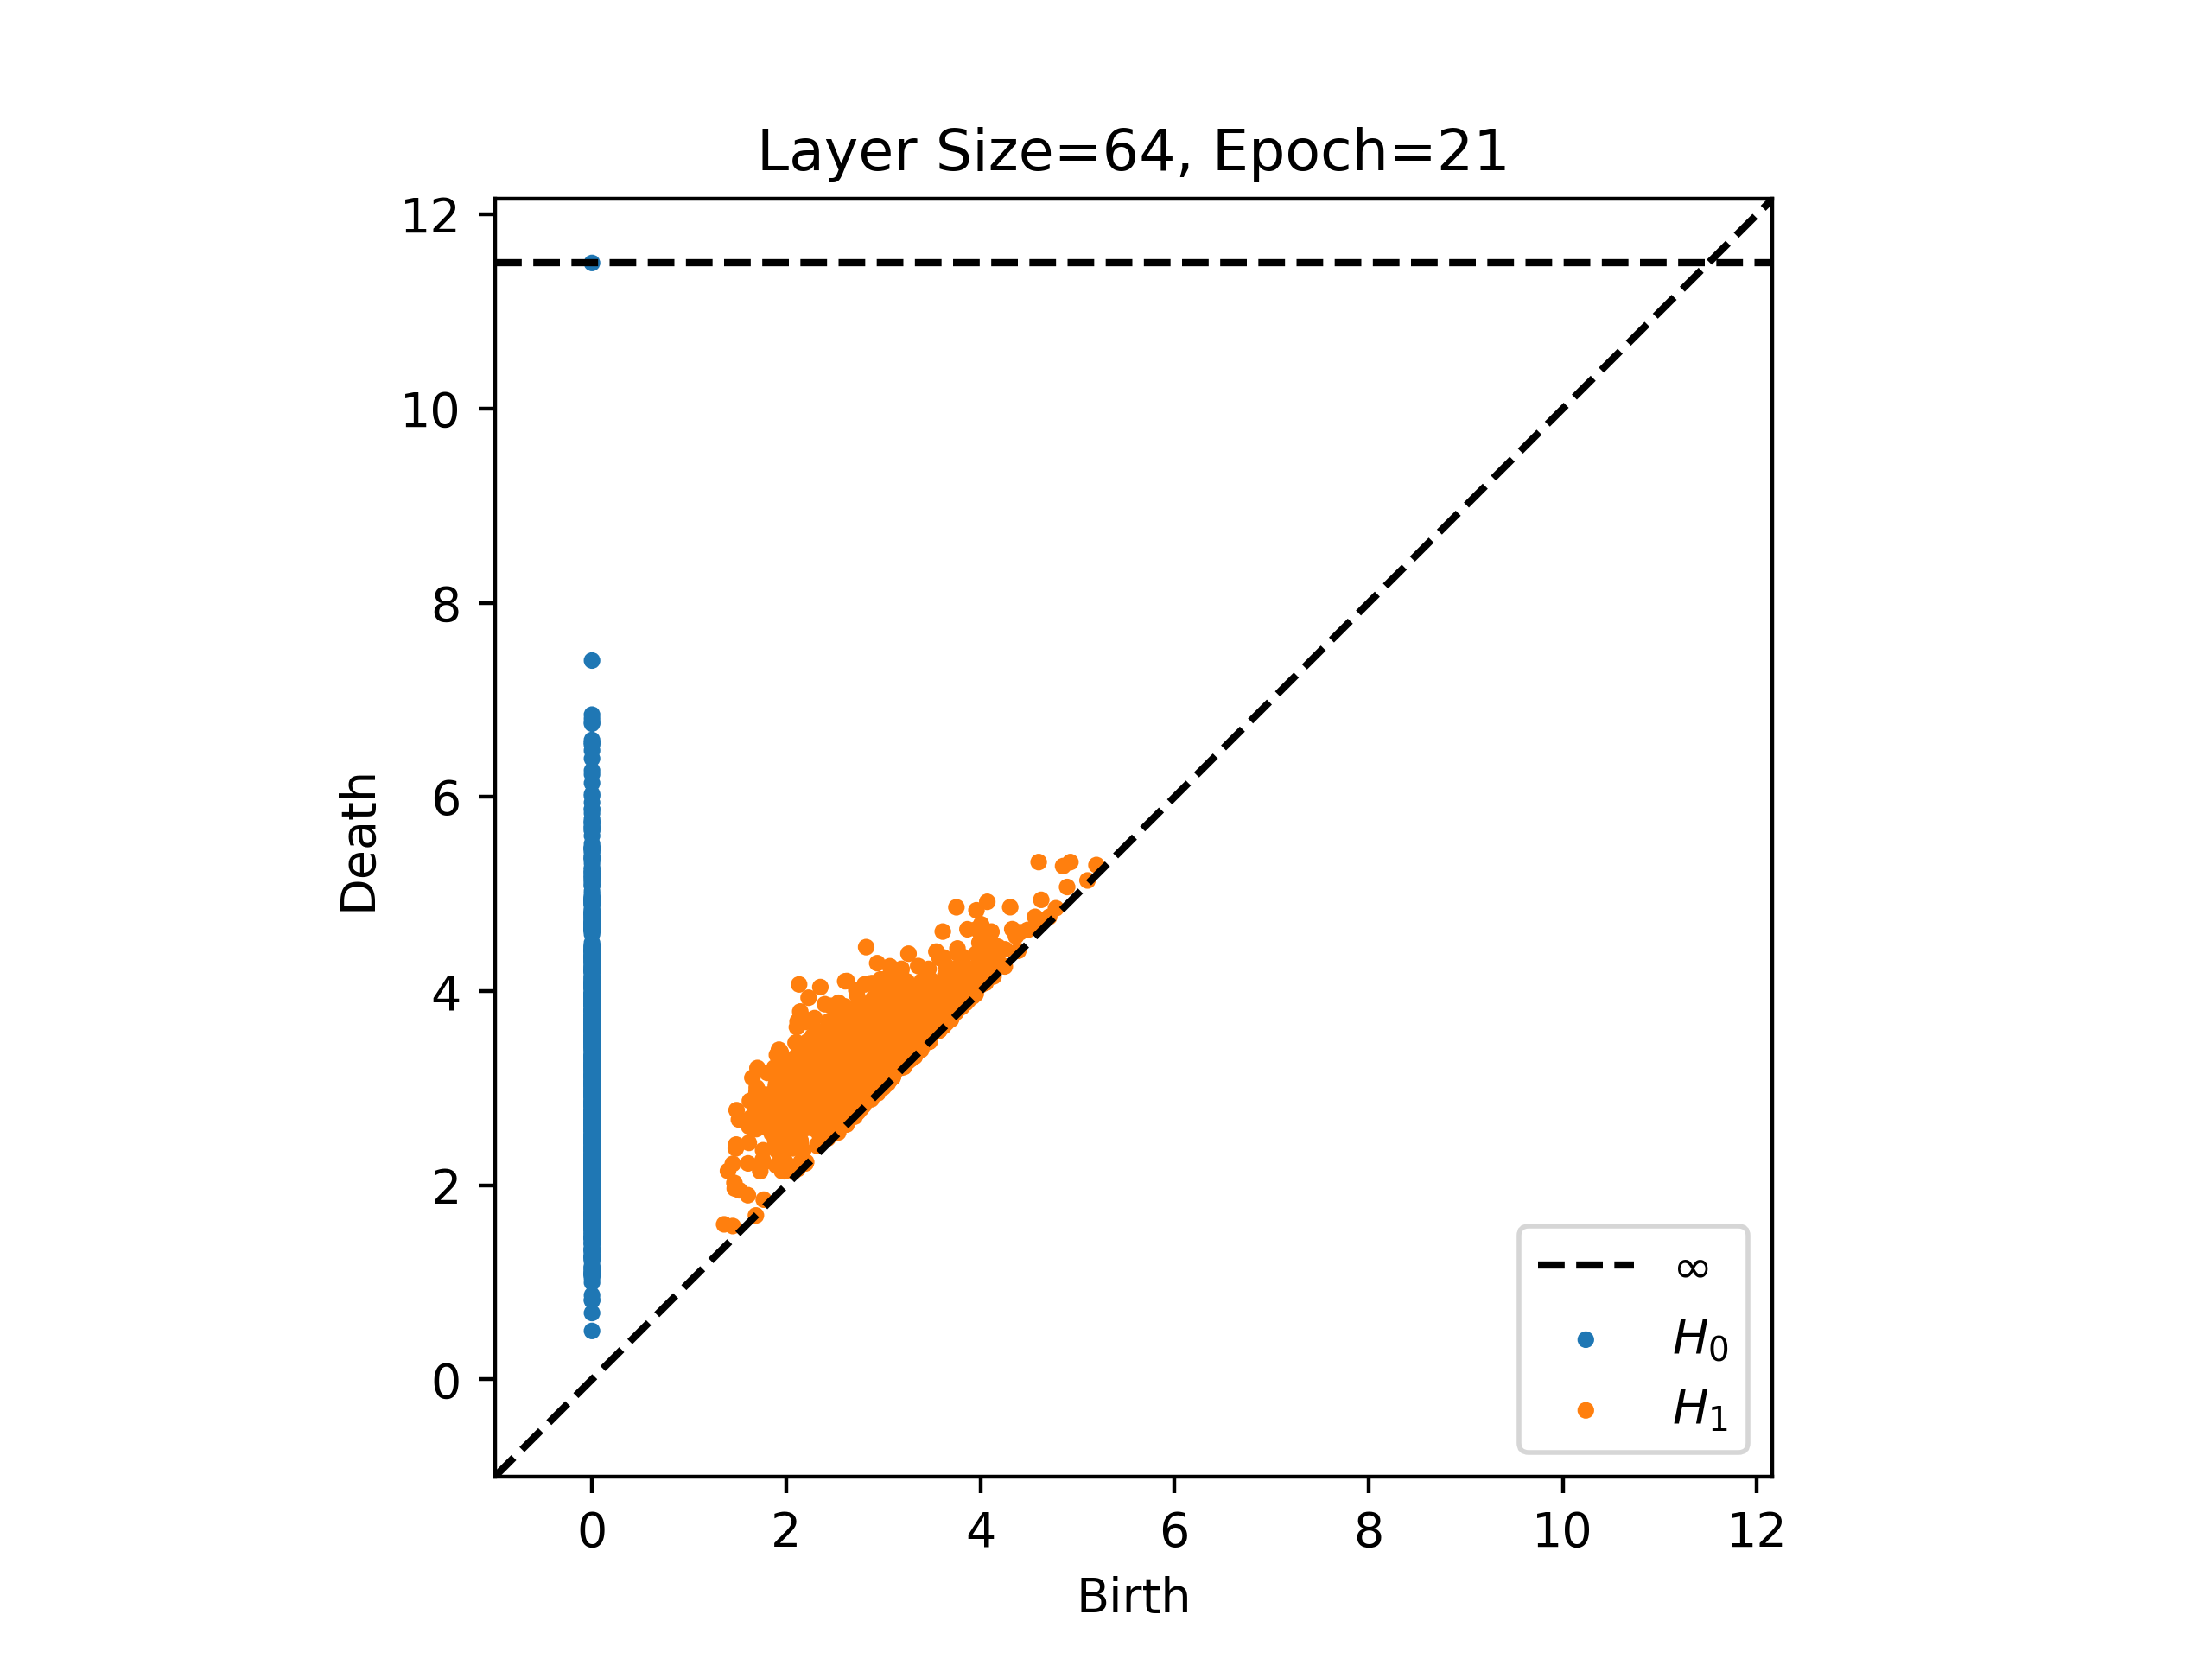 Layer Size=64, Epoch=21
12
10
8
6
4
2
0
Death
0 2 4 6 8 10 12
Birth
∞
H₀
H₁